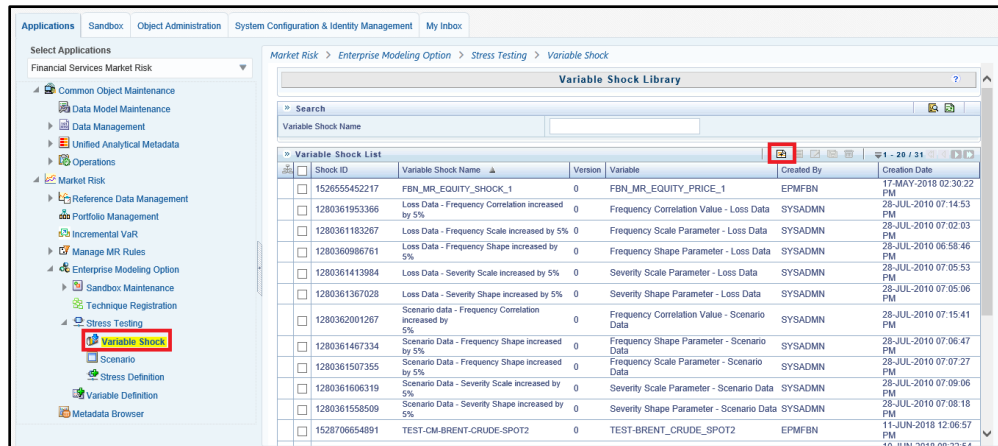 Applications
Sandbox
Object Administration
System Configuration & Identity Management
My Inbox
Select Applications
Financial Services Market Risk
Common Object Maintenance
Data Model Maintenance
Data Management
Unified Analytical Metadata
Operations
Market Risk
Reference Data Management
Portfolio Management
Incremental VaR
Manage MR Rules
Enterprise Modeling Option
Sandbox Maintenance
Technique Registration
Stress Testing
Variable Shock
Scenario
Stress Definition
Variable Definition
Metadata Browser
Market Risk > Enterprise Modeling Option > Stress Testing > Variable Shock
Variable Shock Library ?
» Search
Variable Shock Name
» Variable Shock List 1 - 20 / 31
Shock ID Variable Shock Name Version Variable Created By Creation Date
1526555452217 FBN_MR_EQUITY_SHOCK_1 0 FBN_MR_EQUITY_PRICE_1 EPMFBN 17-MAY-2018 02:30:22
PM
1280361953366 Loss Data - Frequency Correlation increased 0 Frequency Correlation Value - Loss Data SYSADMN 28-JUL-2010 07:14:53
by 5% PM
1280361183267 Loss Data - Frequency Scale increased by 5% 0 Frequency Scale Parameter - Loss Data SYSADMN 28-JUL-2010 07:02:03
PM
1280360986761 Loss Data - Frequency Shape increased by 0 Frequency Shape Parameter - Loss Data SYSADMN 28-JUL-2010 06:58:46
5% PM
1280361413984 Loss Data - Severity Scale increased by 5% 0 Severity Scale Parameter - Loss Data SYSADMN 28-JUL-2010 07:05:53
PM
1280361367028 Loss Data - Severity Shape increased by 5% 0 Severity Shape Parameter - Loss Data SYSADMN 28-JUL-2010 07:05:06
PM
1280362001267 Scenario data - Frequency Correlation 0 Frequency Correlation Value - Scenario SYSADMN 28-JUL-2010 07:15:41
increased by Data PM
5%
1280361467334 Scenario Data - Frequency Shape increased 0 Frequency Shape Parameter - Scenario SYSADMN 28-JUL-2010 07:06:47
by 5% Data PM
1280361507355 Scenario Data - Frequency Scale increased 0 Frequency Scale Parameter - Scenario SYSADMN 28-JUL-2010 07:07:27
by 5% Data PM
1280361606319 Scenario Data - Severity Scale increased by 0 Severity Scale Parameter - Scenario Data SYSADMN 28-JUL-2010 07:09:06
5% PM
1280361558509 Scenario Data - Severity Shape increased by 0 Severity Shape Parameter - Scenario Data SYSADMN 28-JUL-2010 07:08:18
5% PM
1528706654891 TEST-CM-BRENT-CRUDE-SPOT2 0 TEST-BRENT_CRUDE_SPOT2 EPMFBN 11-JUN-2018 12:06:57
PM